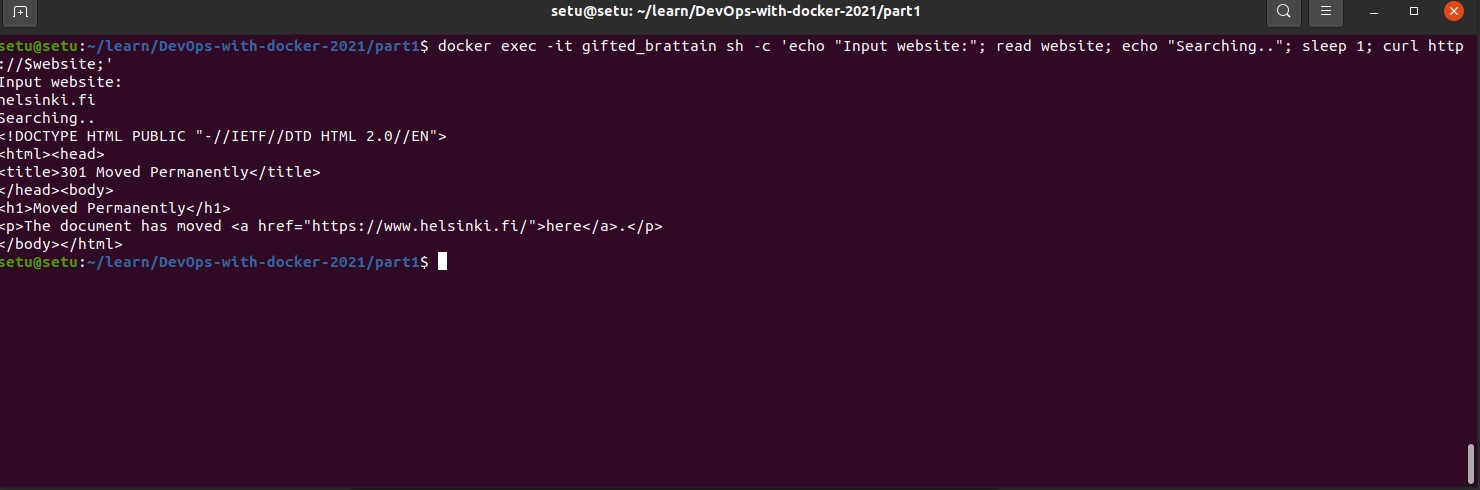 setu@setu: ~/learn/DevOps-with-docker-2021/part1
setu@setu:~/learn/DevOps-with-docker-2021/part1$ docker exec -it gifted_brattain sh -c 'echo "Input website:"; read website; echo "Searching.."; sleep 1; curl http
://$website;'
Input website:
helsinki.fi
Searching..
<!DOCTYPE HTML PUBLIC "-//IETF//DTD HTML 2.0//EN">
<html><head>
<title>301 Moved Permanently</title>
</head><body>
<h1>Moved Permanently</h1>
<p>The document has moved <a href="https://www.helsinki.fi/">here</a>.</p>
</body></html>
setu@setu:~/learn/DevOps-with-docker-2021/part1$